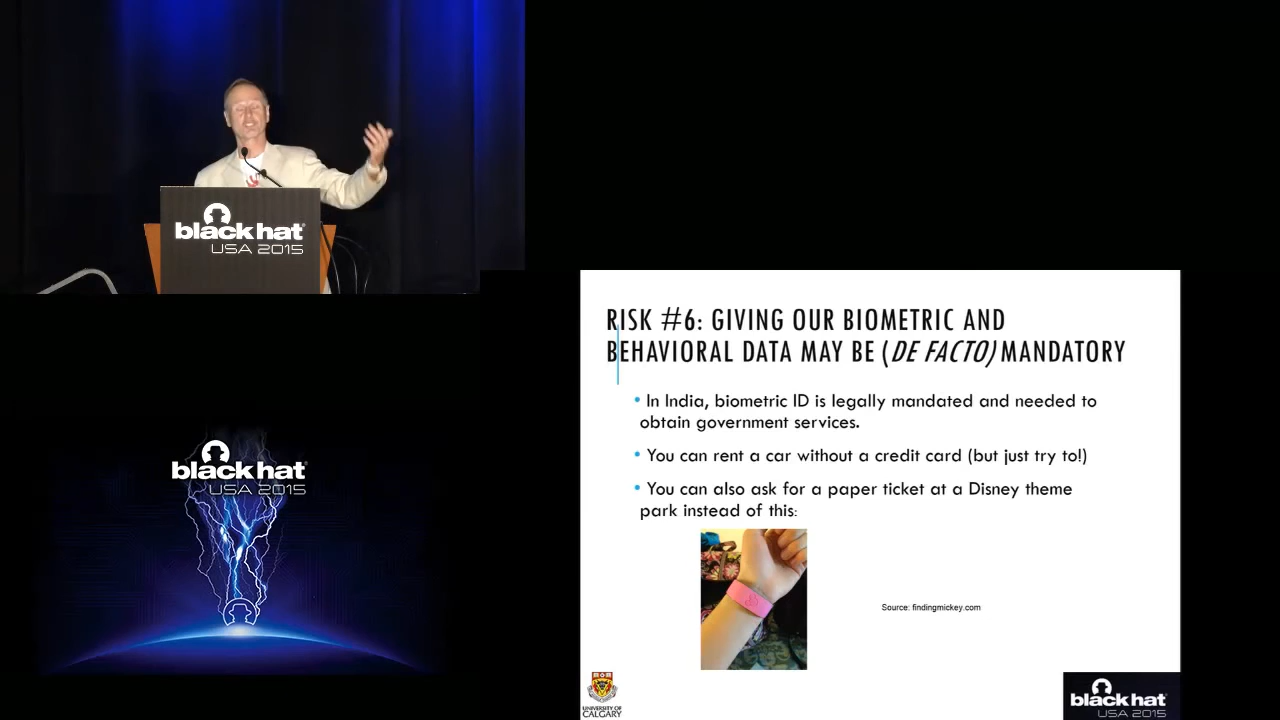 black hat
USA 2015
RISK #6: GIVING OUR BIOMETRIC AND
BEHAVIORAL DATA MAY BE (DE FACTO) MANDATORY
• In India, biometric ID is legally mandated and needed to
obtain government services.
• You can rent a car without a credit card (but just try to!)
• You can also ask for a paper ticket at a Disney theme
park instead of this:
Source: findingmickey.com
black hat
USA 2015
UNIVERSITY OF
CALGARY
black hat
USA 2015